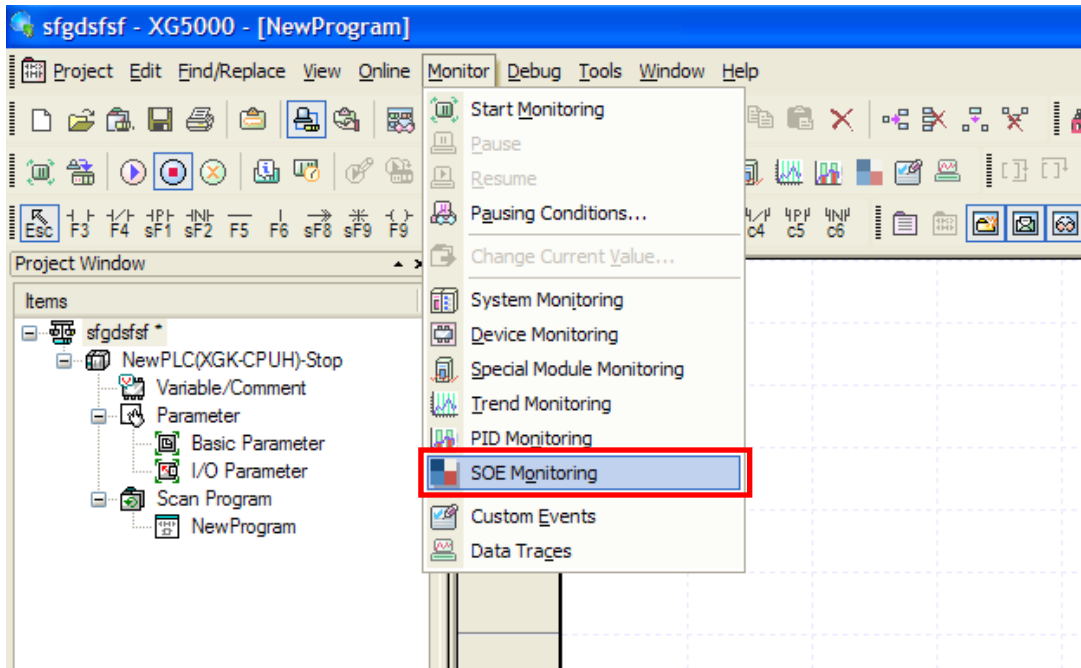 sfgdsfsf - XG5000 - [NewProgram]
Project Edit Find/Replace View Online Monitor Debug Tools Window Help
Start Monitoring
Pause
Resume
Pausing Conditions...
Change Current Value...
System Monitoring
Device Monitoring
Special Module Monitoring
Trend Monitoring
PID Monitoring
SOE Monitoring
Custom Events
Data Traces
Esc F3 F4 sF1 sF2 F5 F6 sF8 sF9 F9 c4 c5 c6
Project Window
Items
sfgdsfsf *
NewPLC(XGK-CPUH)-Stop
Variable/Comment
Parameter
Basic Parameter
I/O Parameter
Scan Program
NewProgram